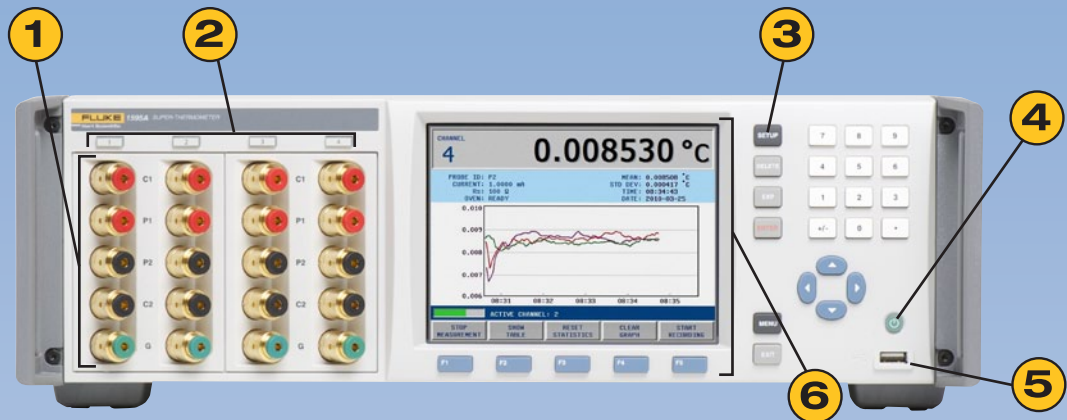 1
2
3
4
5
6
FLUKE 1595A SUPER-THERMOMETER
1 2 3 4
C1 C1
P1 P1
P2 P2
C2 C2
G G
CHANNEL
4
0.008530 °C
PROBE ID: P2
CURRENT: 1.0000 mA
Rs: 100 Ω
OVEN: READY
MEAN: 0.008508 °C
STD DEV: 0.000417 °C
TIME: 08:34:43
DATE: 2010-03-25
0.010
0.009
0.008
0.007
0.006
08:31 08:32 08:33 08:34 08:35
ACTIVE CHANNEL: 2
STOP MEASUREMENT
SHOW TABLE
RESET STATISTICS
CLEAR GRAPH
START RECORDING
F1 F2 F3 F4 F5
SETUP
DELETE
EXP
ENTER
MENU
EXIT
7 8 9
4 5 6
1 2 3
+/- 0 •